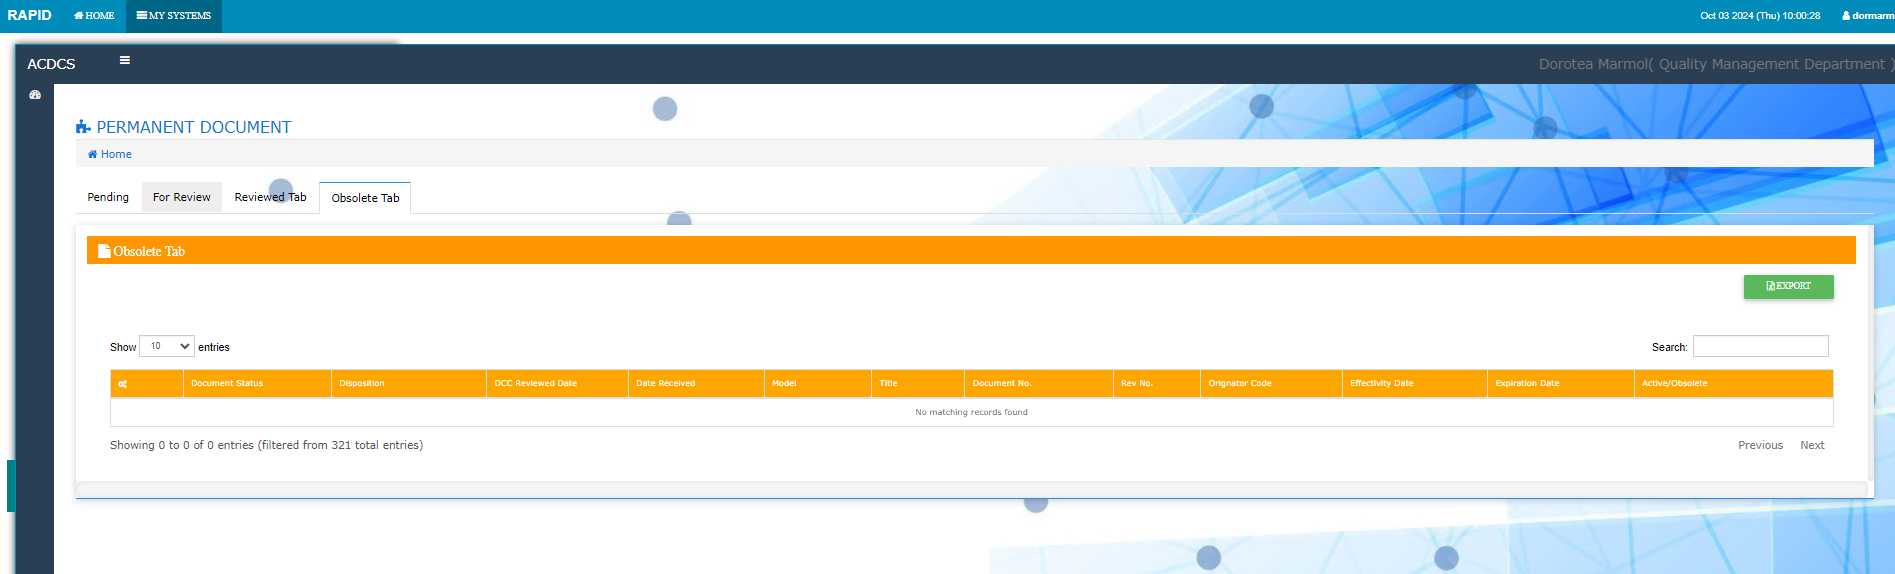 RAPID HOME MY SYSTEMS Oct 03 2024 (Thu) 10:00:28 dormarm
ACDCS Dorotea Marmol( Quality Management Department )
PERMANENT DOCUMENT
Home
Pending For Review Reviewed Tab Obsolete Tab
Obsolete Tab
EXPORT
Show 10 entries Search:
Document Status Disposition DCC Reviewed Date Date Received Model Title Document No. Rev No. Orignator Code Effectivity Date Expiration Date Active/Obsolete
No matching records found
Showing 0 to 0 of 0 entries (filtered from 321 total entries) Previous Next